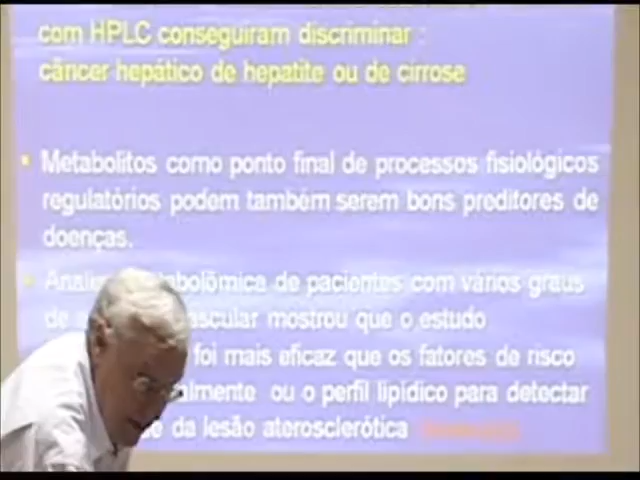 com HPLC conseguiram discriminar :
câncer hepático de hepatite ou de cirrose
Metabolitos como ponto final de processos fisiológicos
regulatórios podem também serem bons preditores de
doenças.
de pacientes com vários graus
de mostrou que o estudo
foi mais eficaz que os fatores de risco
ou o perfil lipídico para detectar
da lesão aterosclerótica